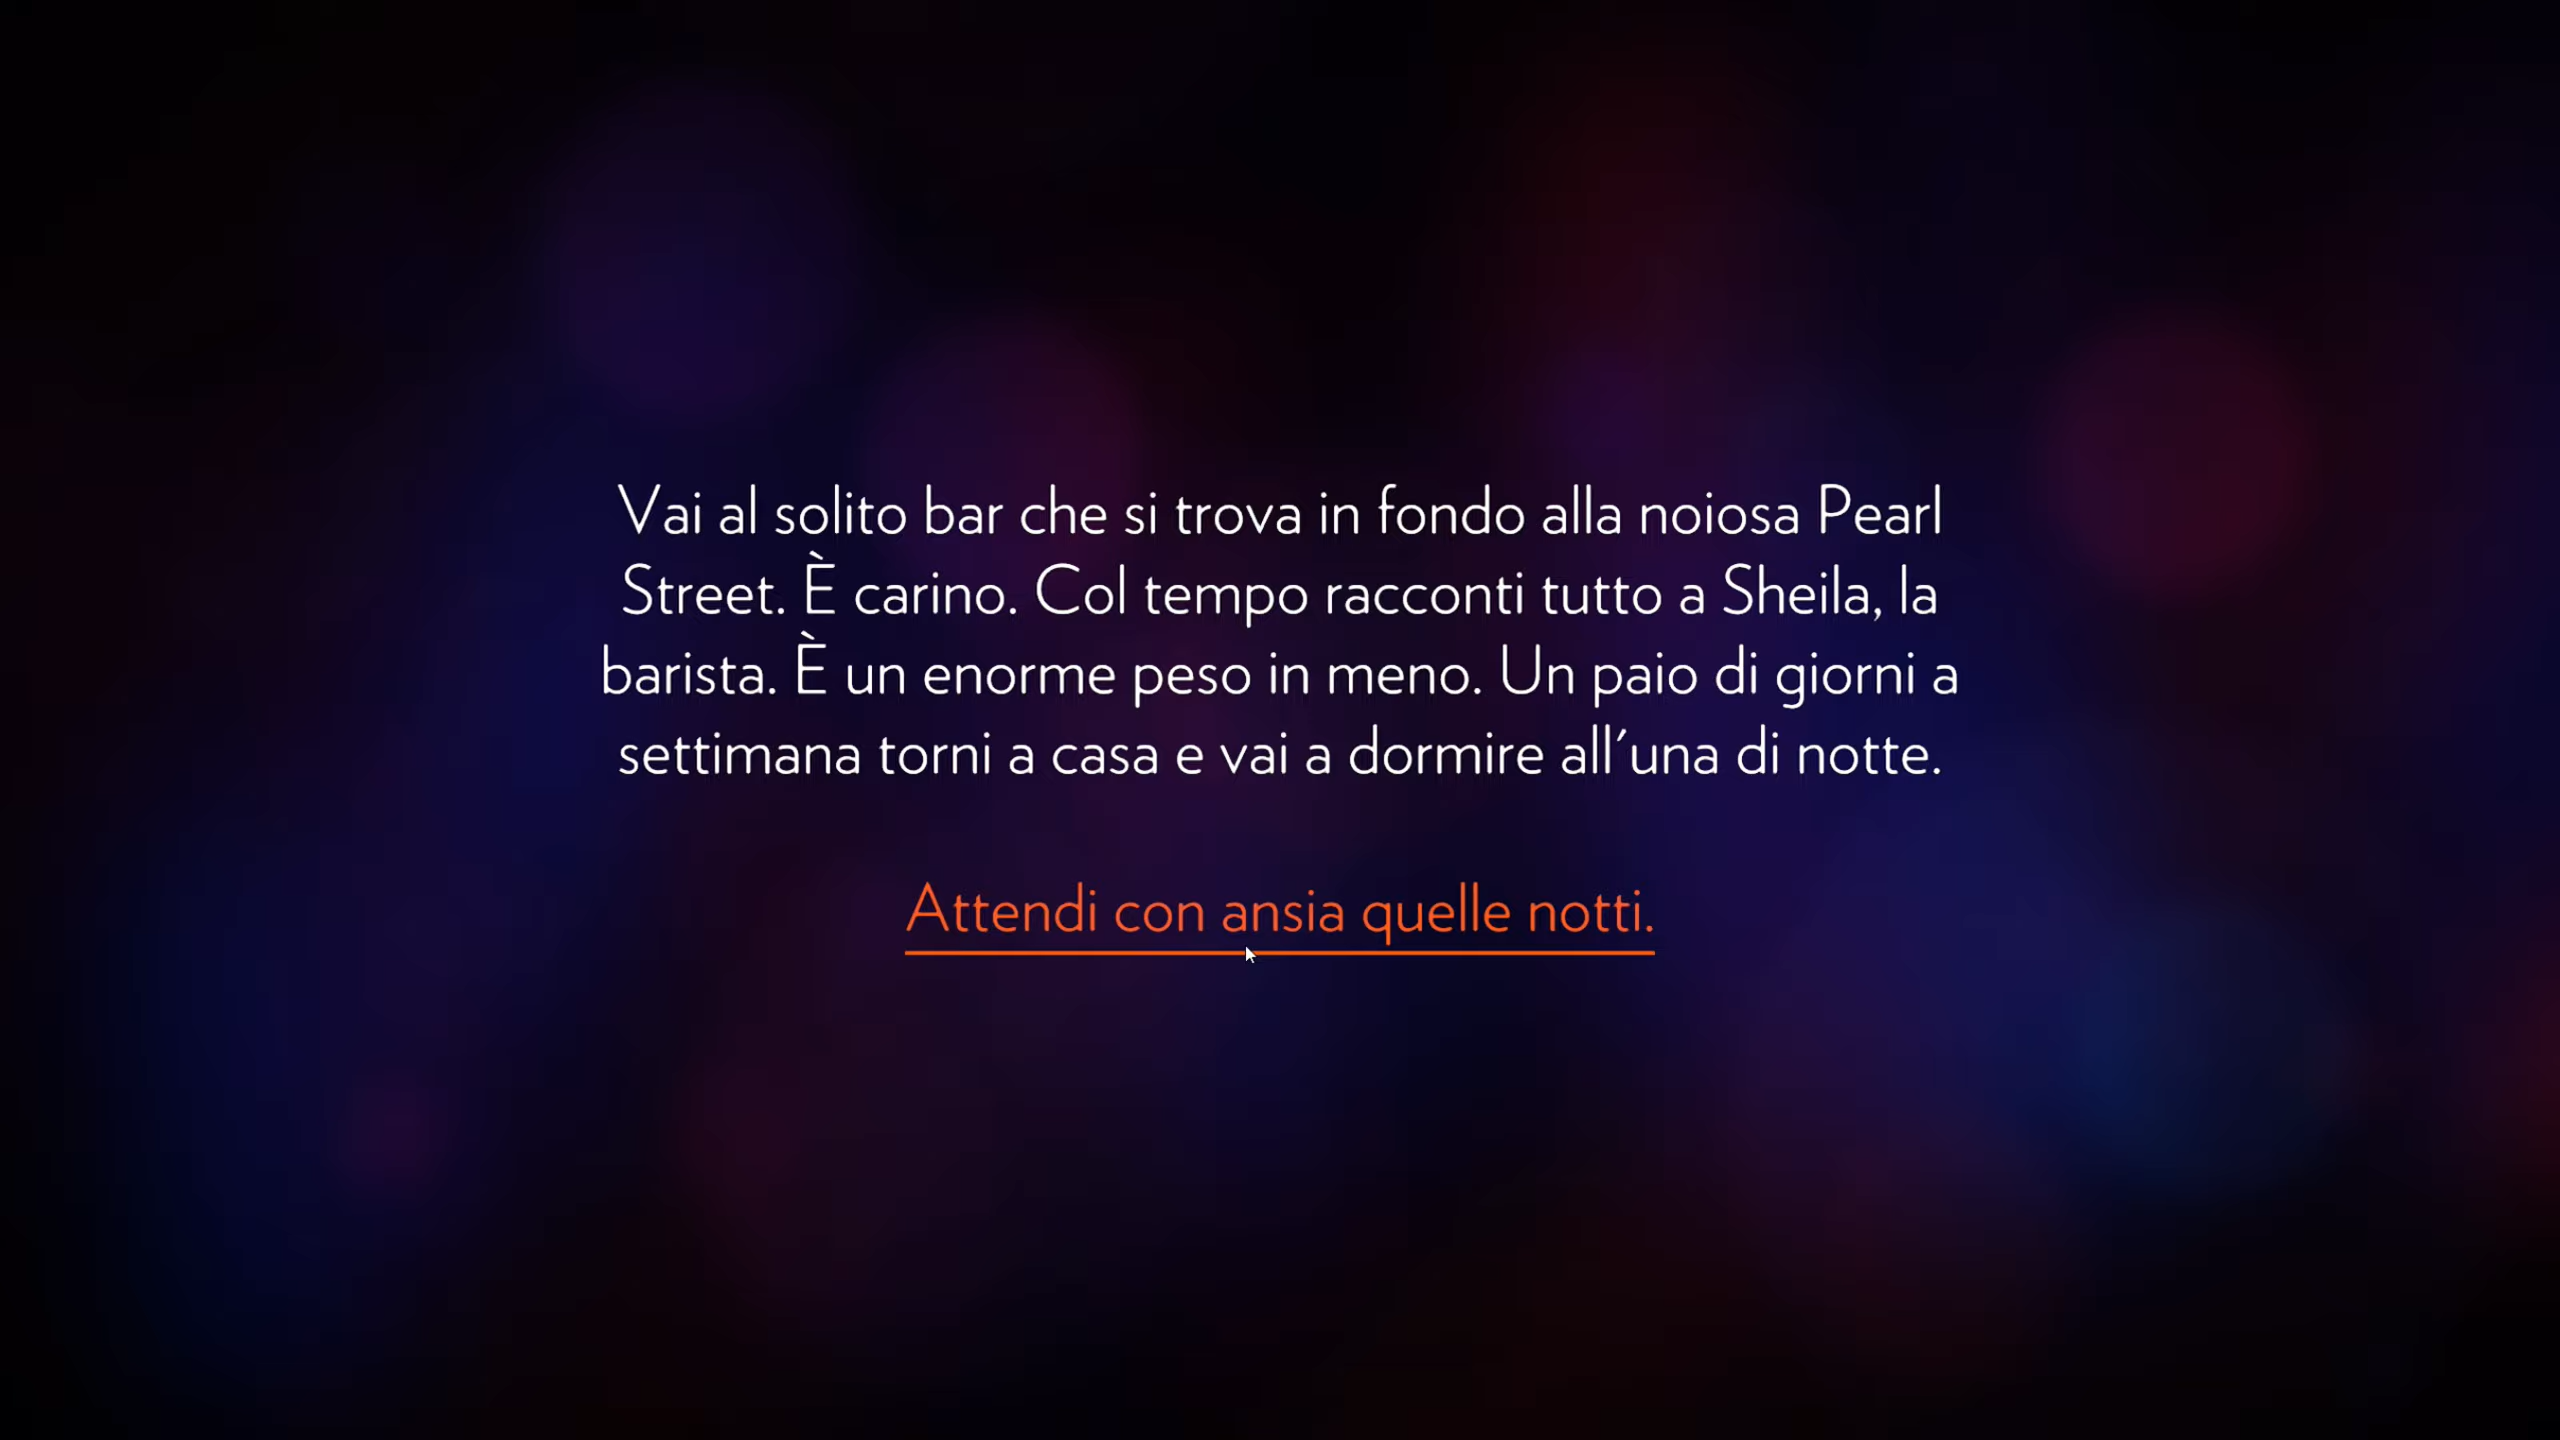 Vai al solito bar che si trova in fondo alla noiosa Pearl
Street. È carino. Col tempo racconti tutto a Sheila, la
barista. È un enorme peso in meno. Un paio di giorni a
settimana torni a casa e vai a dormire all'una di notte.
Attendi con ansia quelle notti.